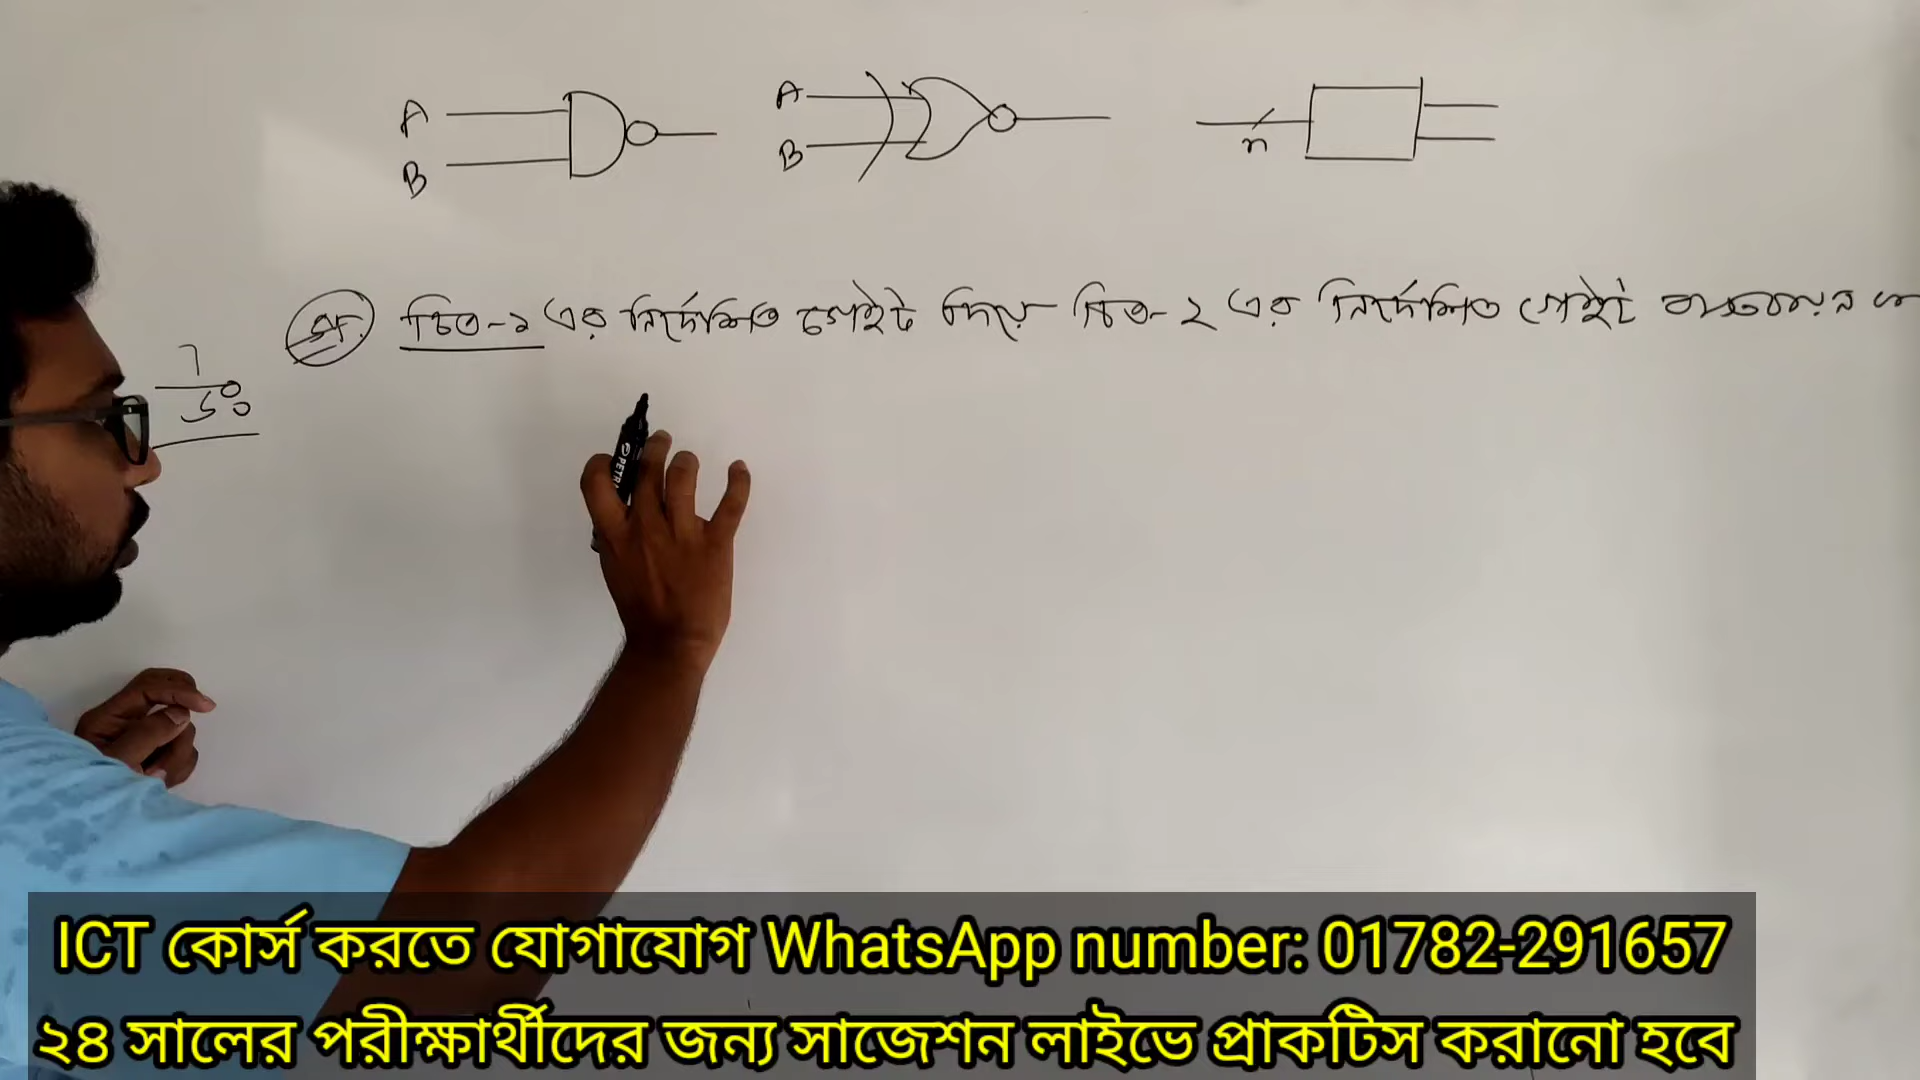 A
B
A
B
n
চিত্র-১ এর নির্দেশিত গেইট দিয়ে চিত্র-২ এর নির্দেশিত গেইট বাস্তবায়ন
PETRA
ICT কোর্স করতে যোগাযোগ WhatsApp number: 01782-291657
২৪ সালের পরীক্ষার্থীদের জন্য সাজেশন লাইভে প্রাকটিস করানো হবে